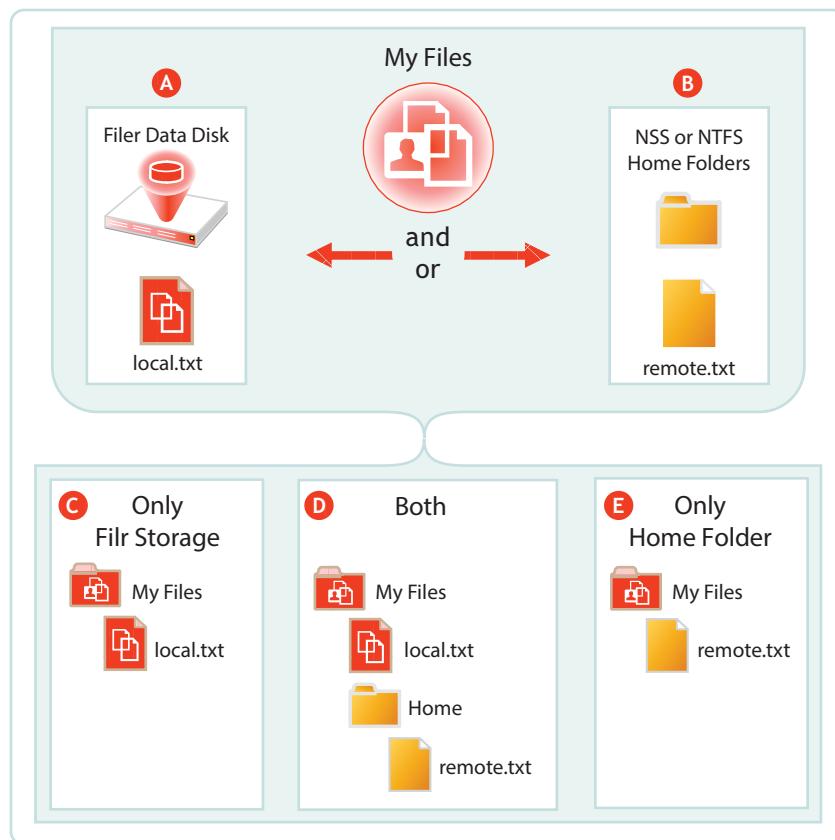 My Files
A
Filer Data Disk
local.txt
and
or
B
NSS or NTFS
Home Folders
remote.txt
C
Only
Filr Storage
My Files
local.txt
D
Both
My Files
local.txt
Home
remote.txt
E
Only
Home Folder
My Files
remote.txt